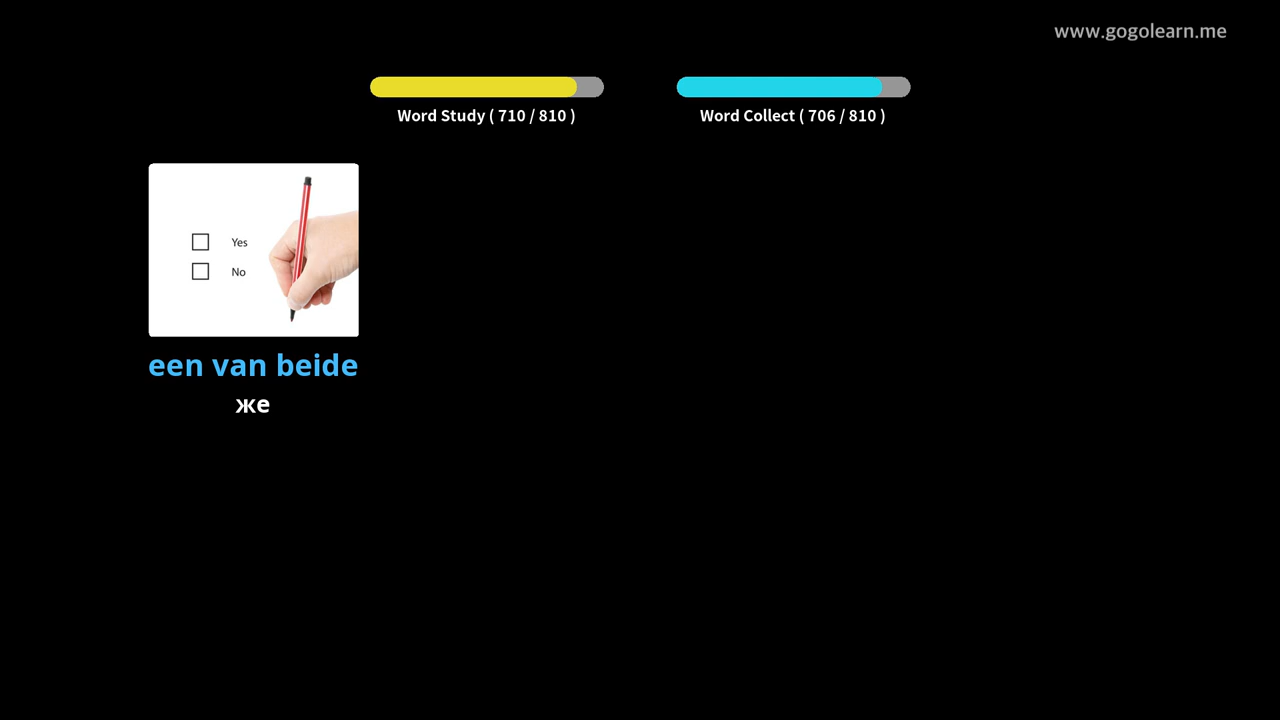 www.gogolearn.me
Word Study ( 710 / 810 )
Word Collect ( 706 / 810 )
Yes
No
een van beide
же